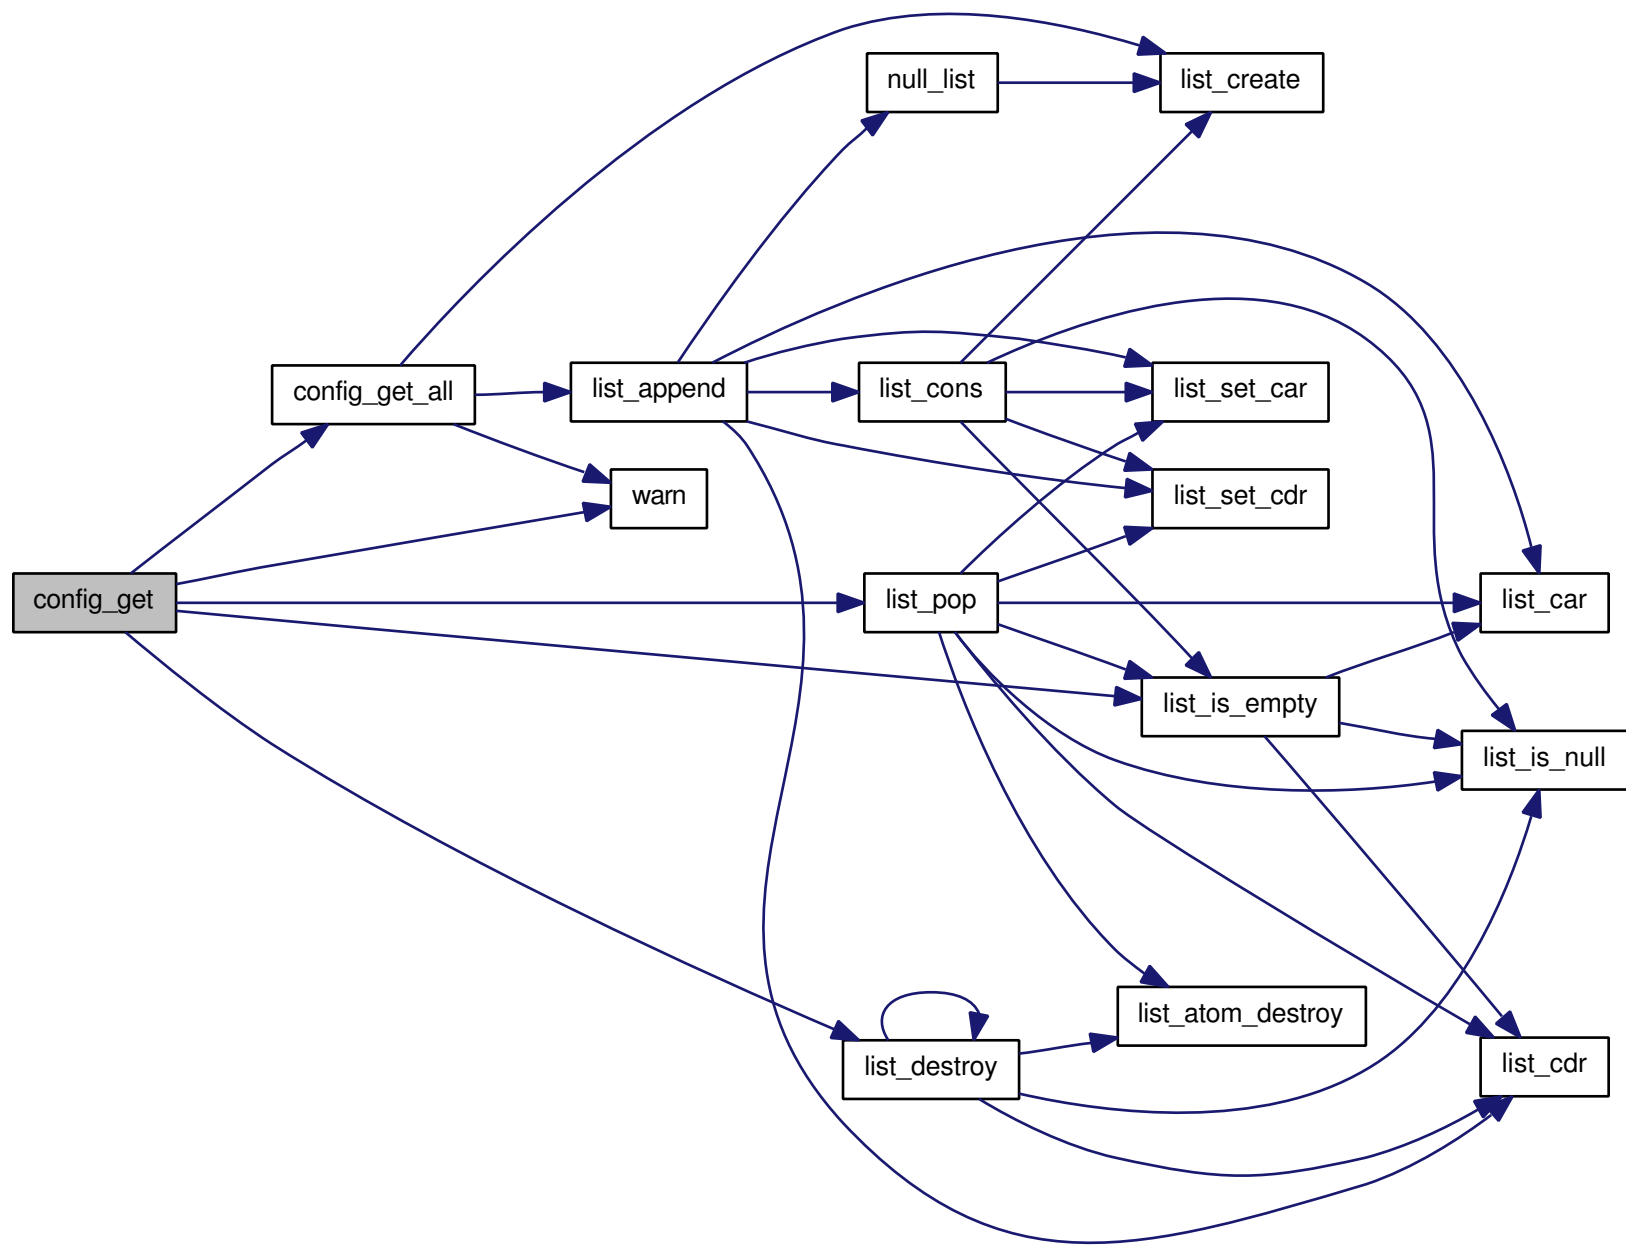 null_list
list_create
config_get_all
list_append
list_cons
list_set_car
warn
list_set_cdr
config_get
list_pop
list_car
list_is_empty
list_is_null
list_atom_destroy
list_destroy
list_cdr